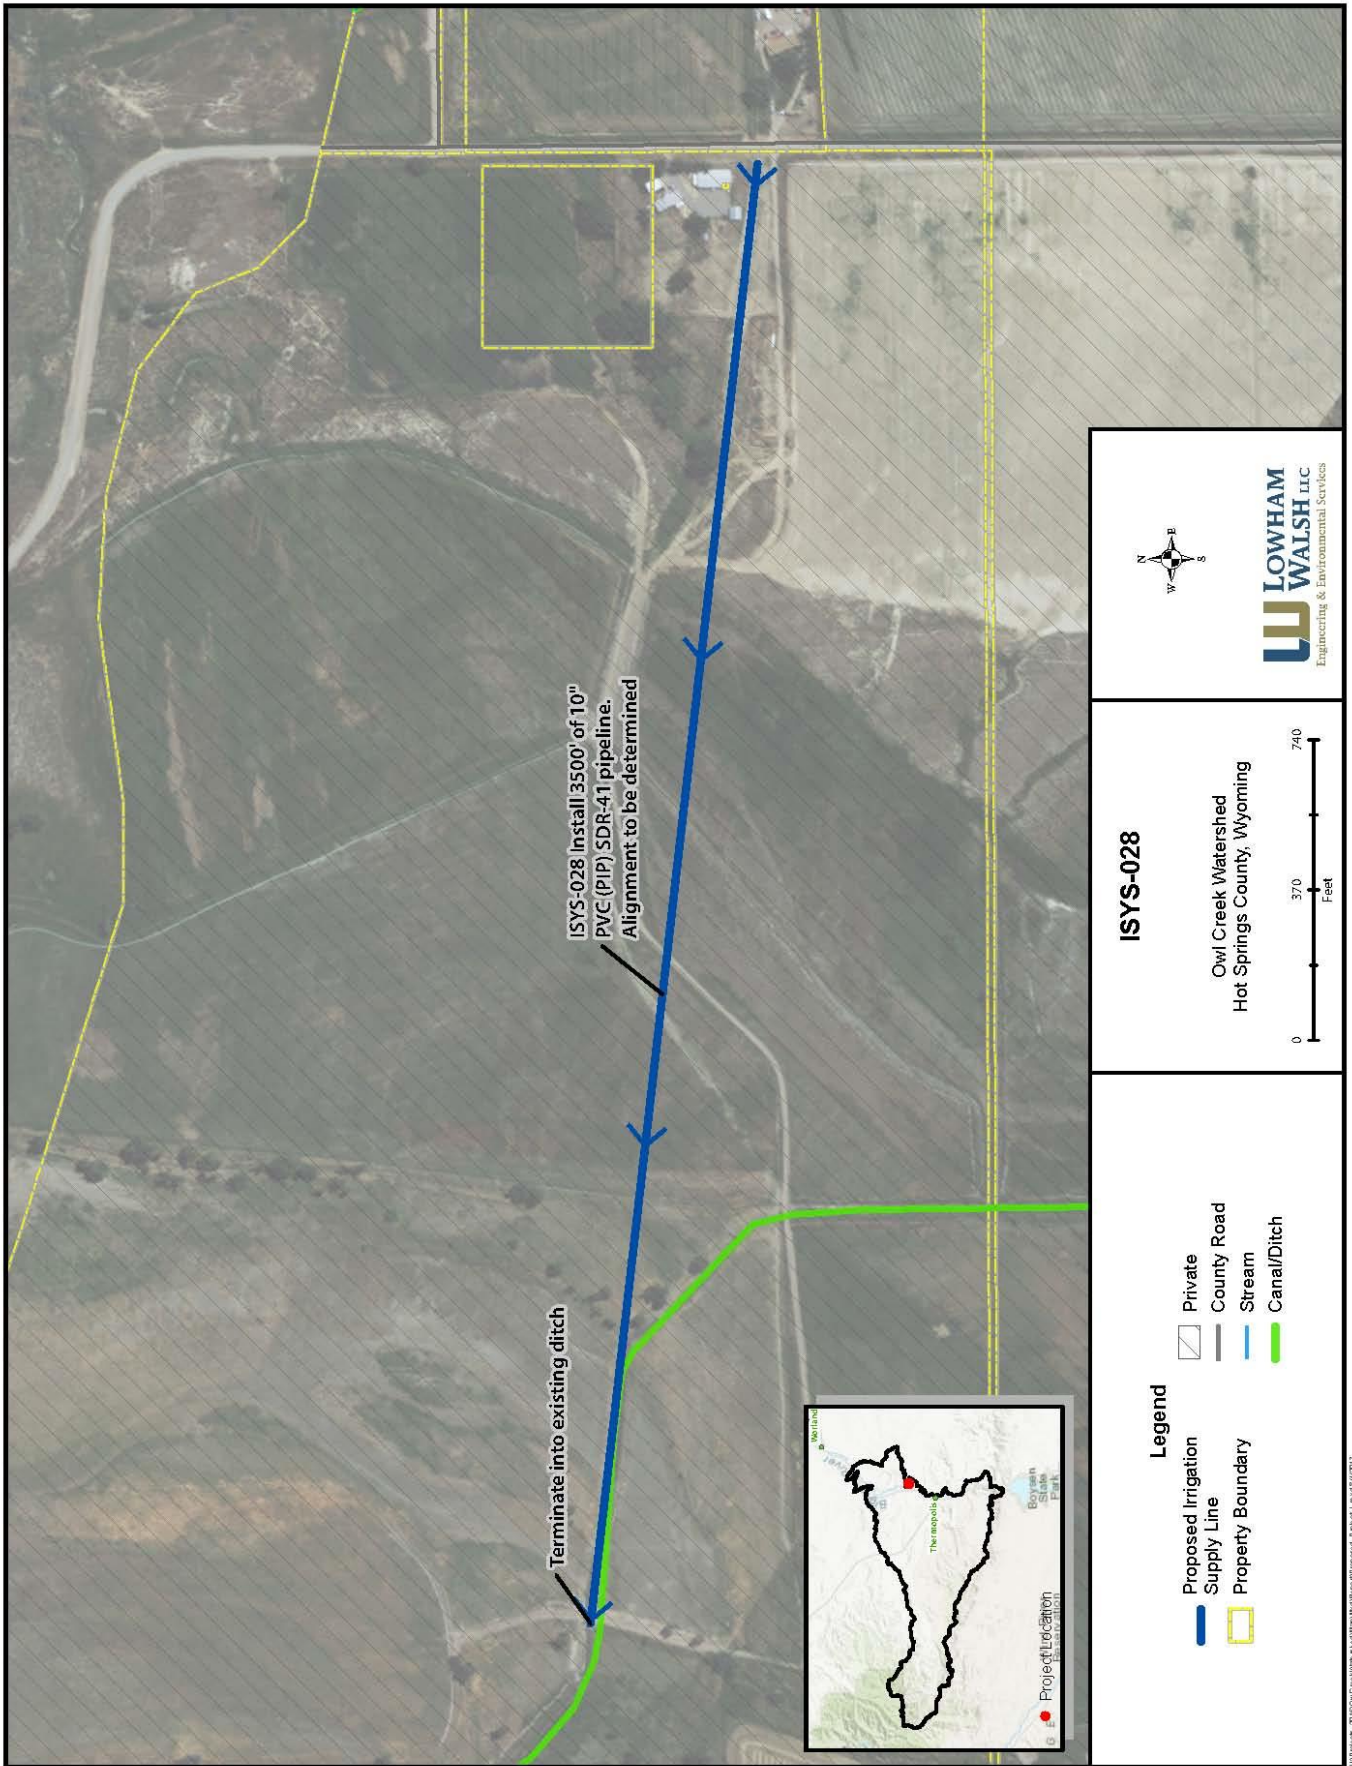 ISYS-028 Install 3500' of 10"
PVC (PIP) SDR-41 pipeline.
Alignment to be determined
Terminate into existing ditch
Worland
Thermopolis
Boysen
State
Park
Project Location
Legend
Proposed Irrigation
Supply Line
Property Boundary
Private
County Road
Stream
Canal/Ditch
ISYS-028
Owl Creek Watershed
Hot Springs County, Wyoming
0 370 740
Feet
N
W E
S
LOWHAM
WALSH LLC
Engineering & Environmental Services